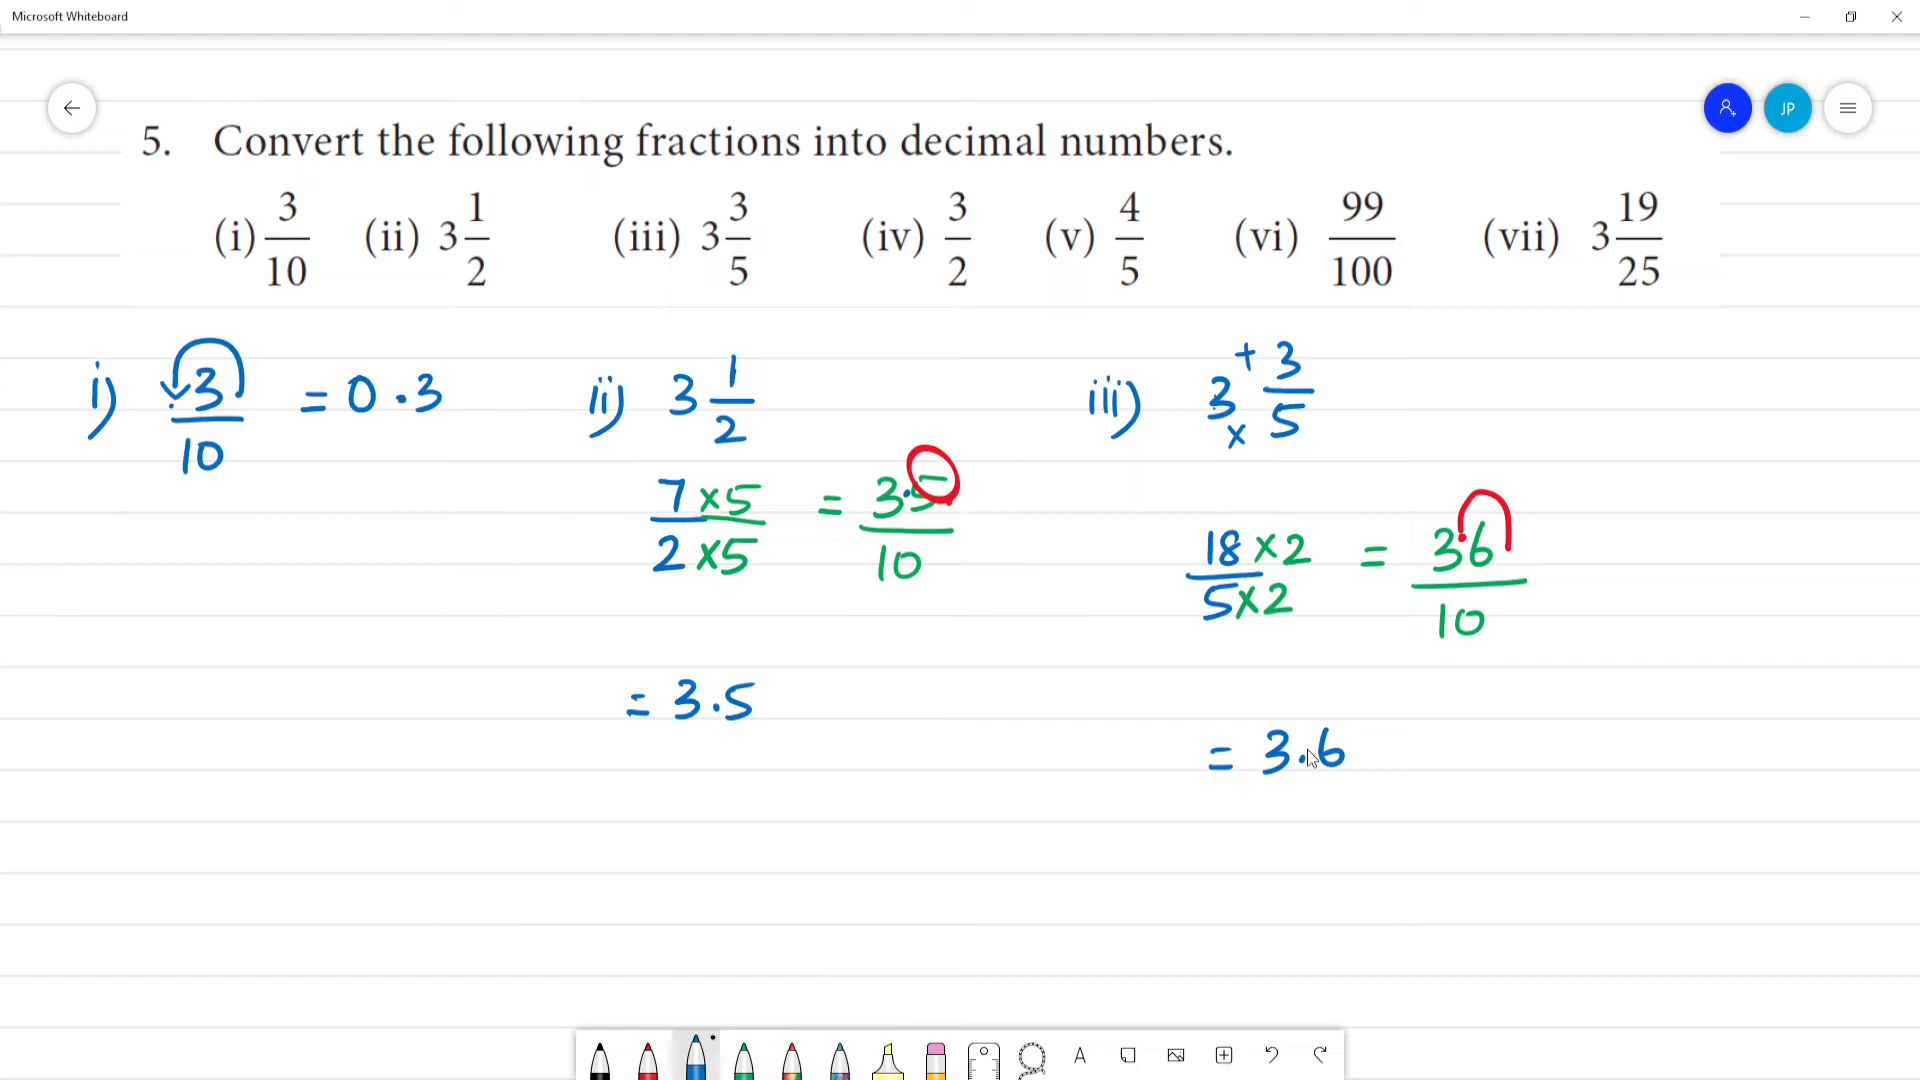 Microsoft Whiteboard
JP
5. Convert the following fractions into decimal numbers.
(i) 3/10 (ii) 3 1/2 (iii) 3 3/5 (iv) 3/2 (v) 4/5 (vi) 99/100 (vii) 3 19/25
i) .3/10 = 0.3 ii) 3 1/2 iii) 3 + × 3/5
7×5/2×5 = 3.5/10
18×2/5×2 = 3.6/10
= 3.5
= 3.6
A